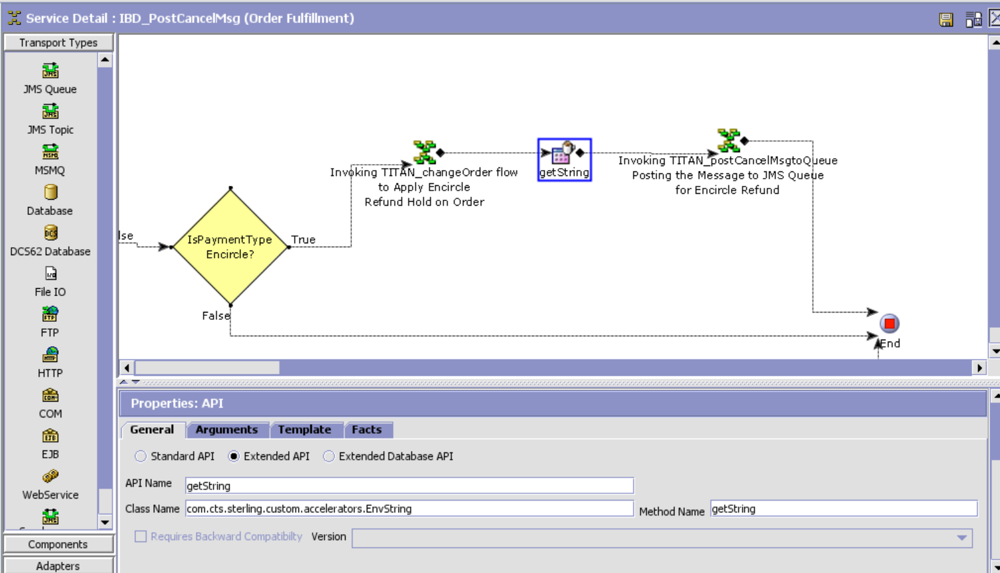 Service Detail : IBD_PostCancelMsg (Order Fulfillment)
Transport Types
JMS Queue
JMS Topic
MSMQ
Database
DCS62 Database
File IO
FTP
HTTP
COM
EJB
WebService
Components
Adapters
lse
IsPaymentType
Encircle?
True
False
Invoking TITAN_changeOrder flow
to Apply Encircle
Refund Hold on Order
getString
Invoking TITAN_postCancelMsgtoQueue
Posting the Message to JMS Queue
for Encircle Refund
End
Properties: API
General Arguments Template Facts
Standard API Extended API Extended Database API
API Name getString
Class Name com.cts.sterling.custom.accelerators.EnvString Method Name getString
Requires Backward Compatibilty Version